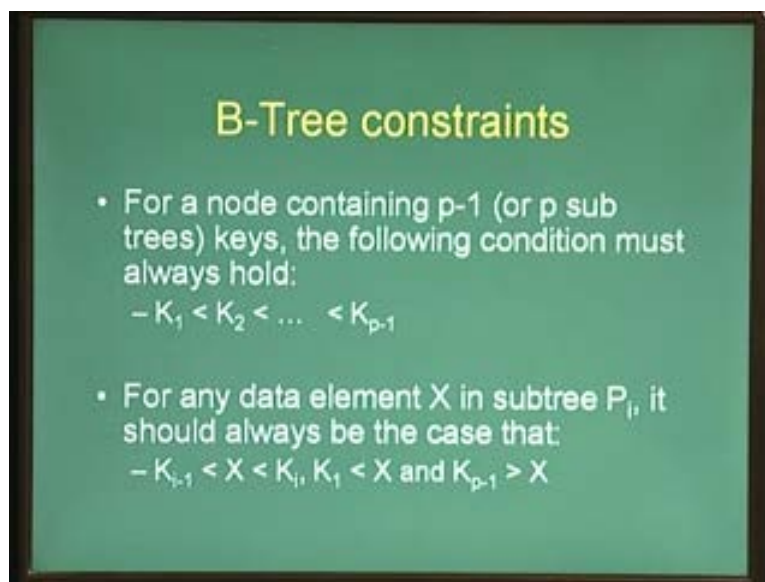 B-Tree constraints
• For a node containing p-1 (or p sub
trees) keys, the following condition must
always hold:
– K₁ < K₂ < ... < Kₚ₋₁
• For any data element X in subtree Pᵢ, it
should always be the case that:
– Kᵢ₋₁ < X < Kᵢ, K₁ < X and Kₚ₋₁ > X